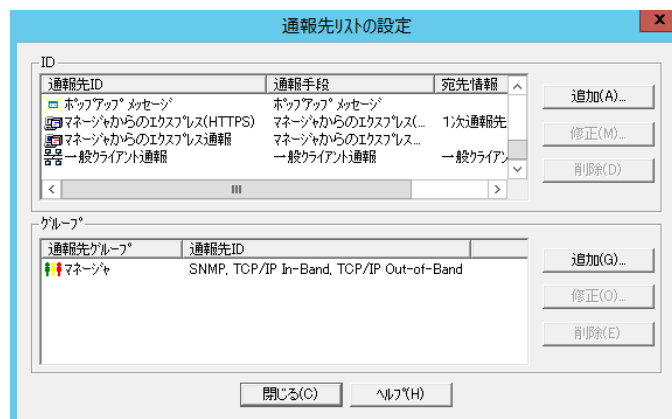 通報先リストの設定
x
ID
通報先ID 通報手段 宛先情報
ポップアップ メッセージ ポップアップ メッセージ
マネージャからのエクスプレス(HTTPS) マネージャからのエクスプレス(... 1)次通報先
マネージャからのエクスプレス通報 マネージャからのエクスプレス...
一般クライアント通報 一般クライアント通報 一般クライアン
追加(A)...
修正(M)...
削除(D)
グループ
通報先グループ 通報先ID
マネージャ SNMP, TCP/IP In-Band, TCP/IP Out-of-Band
追加(G)...
修正(O)...
削除(E)
閉じる(C) ヘルプ(H)